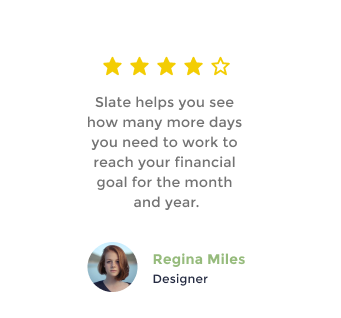 Slate helps you see
how many more days
you need to work to
reach your financial
goal for the month
and year.
Regina Miles
Designer